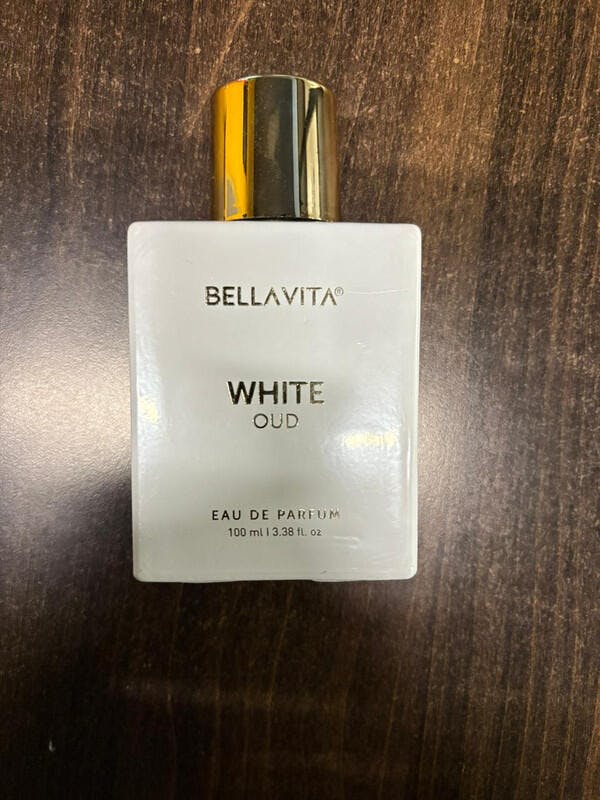 BELLAVITA®
WHITE
OUD
EAU DE PARFUM
100 ml | 3.38 fl. oz